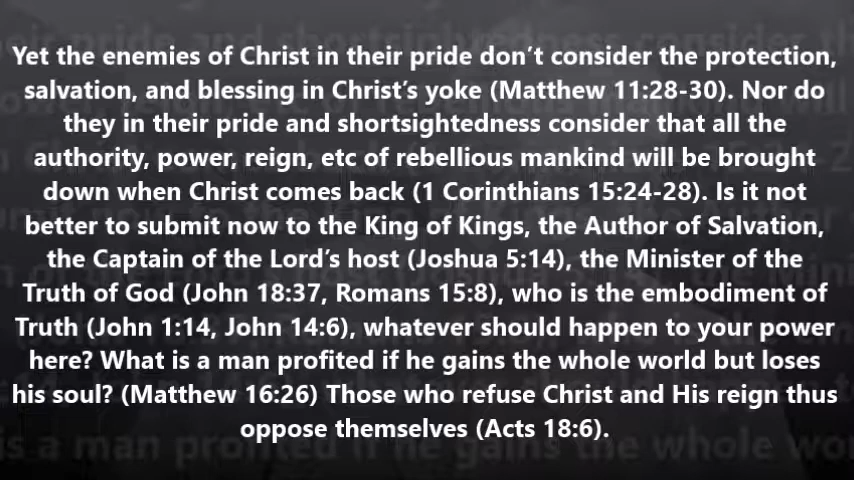 Yet the enemies of Christ in their pride don’t consider the protection,
salvation, and blessing in Christ’s yoke (Matthew 11:28-30). Nor do
they in their pride and shortsightedness consider that all the
authority, power, reign, etc of rebellious mankind will be brought
down when Christ comes back (1 Corinthians 15:24-28). Is it not
better to submit now to the King of Kings, the Author of Salvation,
the Captain of the Lord’s host (Joshua 5:14), the Minister of the
Truth of God (John 18:37, Romans 15:8), who is the embodiment of
Truth (John 1:14, John 14:6), whatever should happen to your power
here? What is a man profited if he gains the whole world but loses
his soul? (Matthew 16:26) Those who refuse Christ and His reign thus
oppose themselves (Acts 18:6).